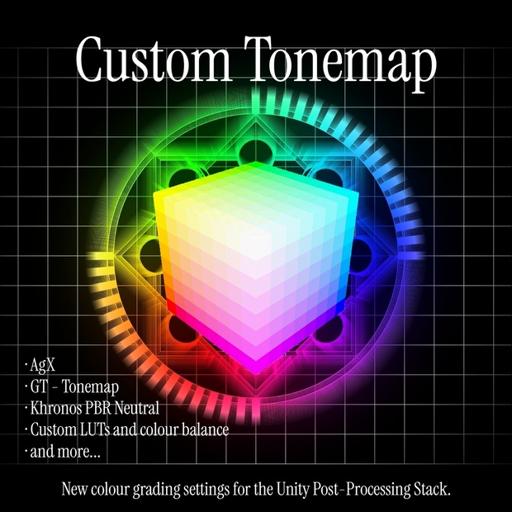 Custom Tonemap
· AgX
· GT - Tonemap
· Khronos PBR Neutral
· Custom LUTs and colour balance
· and more...
New colour grading settings for the Unity Post-Processing Stack.